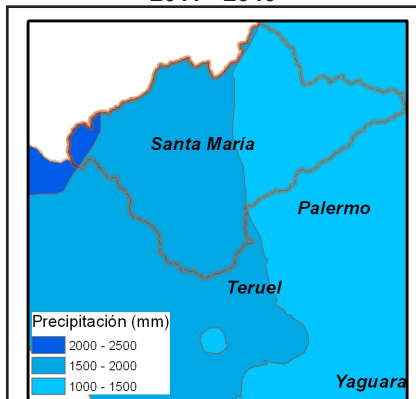 Santa María
Palermo
Teruel
Precipitación (mm)
2000 - 2500
1500 - 2000
1000 - 1500
Yaguara